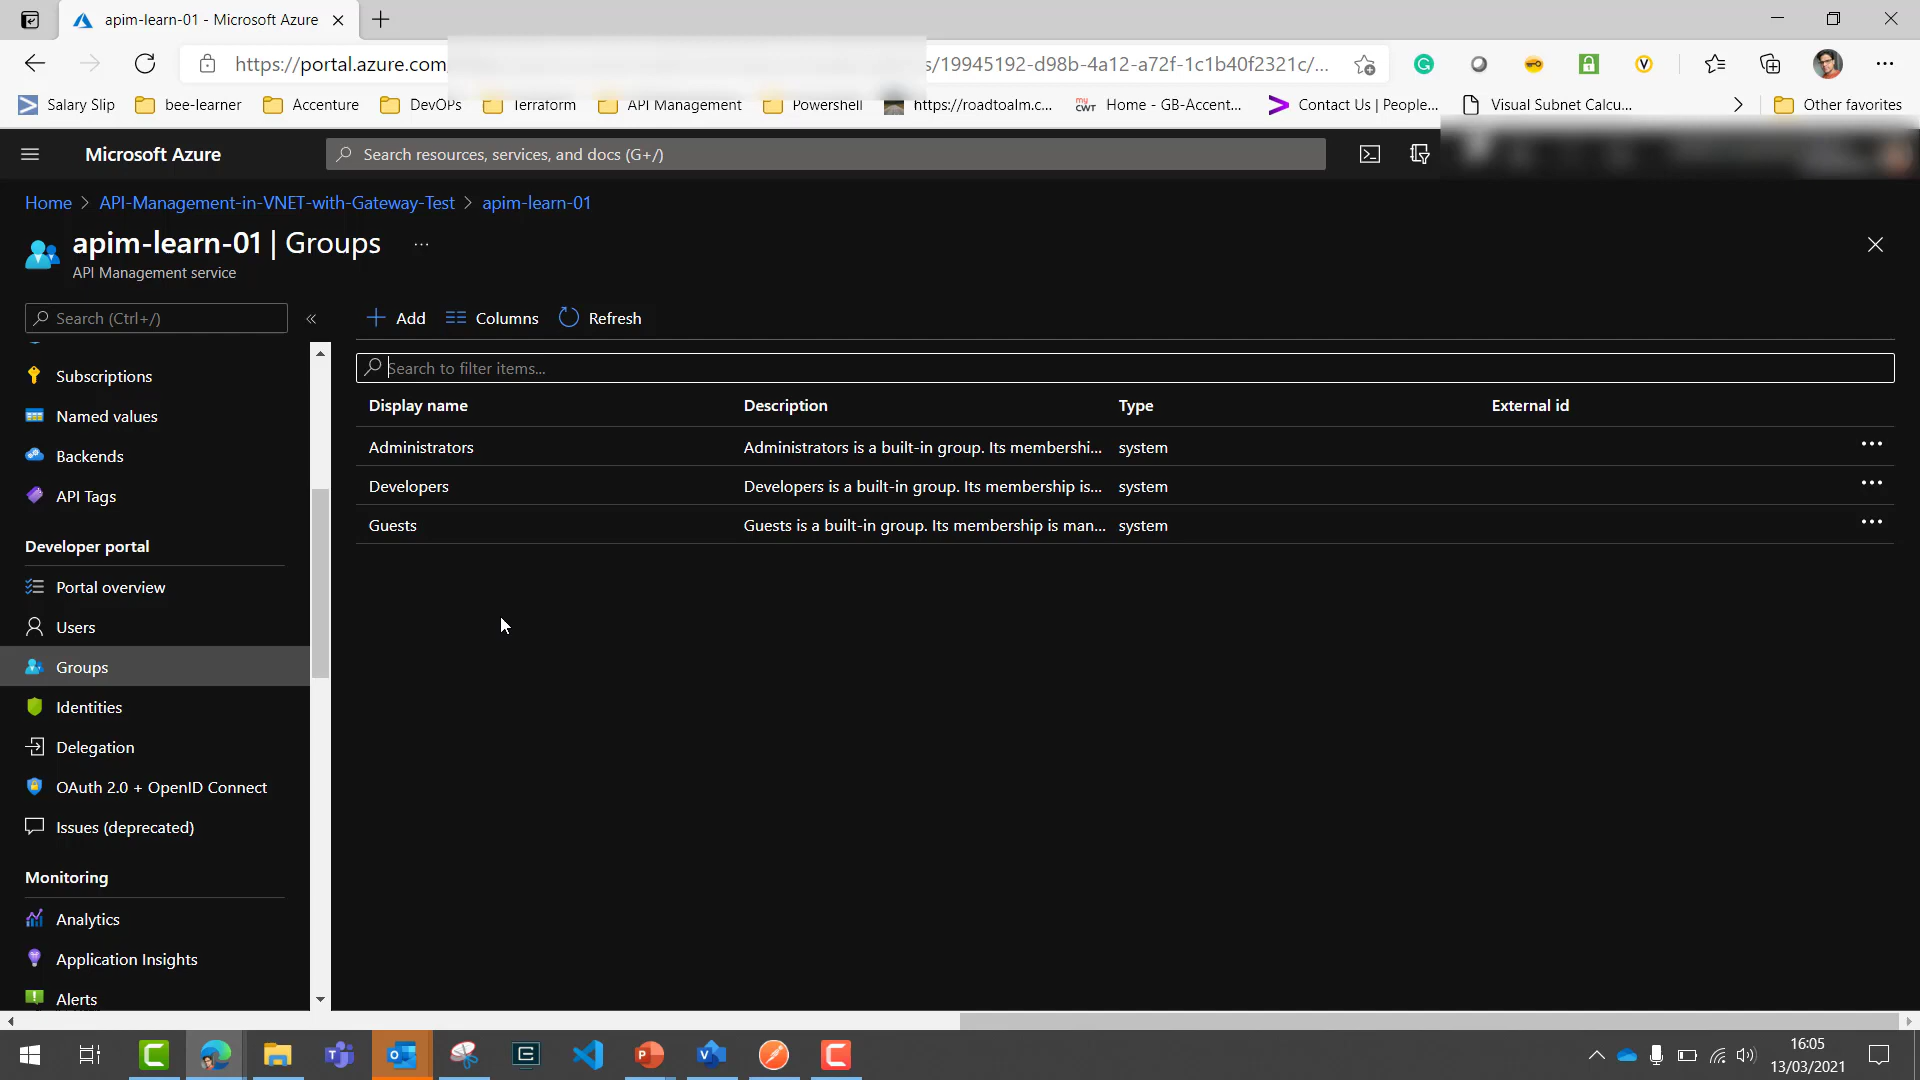 apim-learn-01 - Microsoft Azure
https://portal.azure.com
s/19945192-d98b-4a12-a72f-1c1b40f2321c/...
Salary Slip
bee-learner
Accenture
DevOPs
Terraform
API Management
Powershell
https://roadtoalm.c...
my CWT
Home - GB-Accent...
Contact Us | People...
Visual Subnet Calcu...
Other favorites
Microsoft Azure
Search resources, services, and docs (G+/)
Home > API-Management-in-VNET-with-Gateway-Test > apim-learn-01
apim-learn-01 | Groups ...
API Management service
Search (Ctrl+/)
Subscriptions
Named values
Backends
API Tags
Developer portal
Portal overview
Users
Groups
Identities
Delegation
OAuth 2.0 + OpenID Connect
Issues (deprecated)
Monitoring
Analytics
Application Insights
Alerts
Add Columns Refresh
Search to filter items...
Display name Description Type External id
Administrators Administrators is a built-in group. Its membershi... system
Developers Developers is a built-in group. Its membership is... system
Guests Guests is a built-in group. Its membership is man... system
16:05
13/03/2021